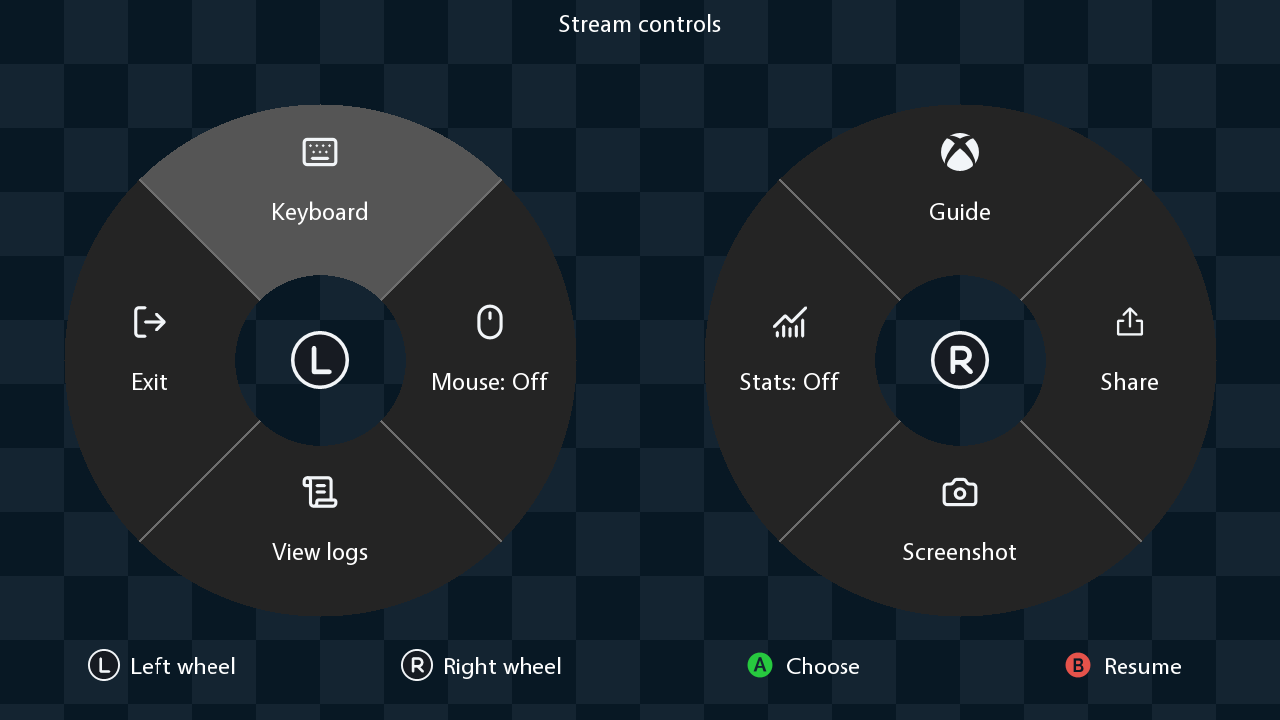 Stream controls
Keyboard
Exit
L
Mouse: Off
View logs
Guide
Stats: Off
R
Share
Screenshot
L Left wheel
R Right wheel
A Choose
B Resume